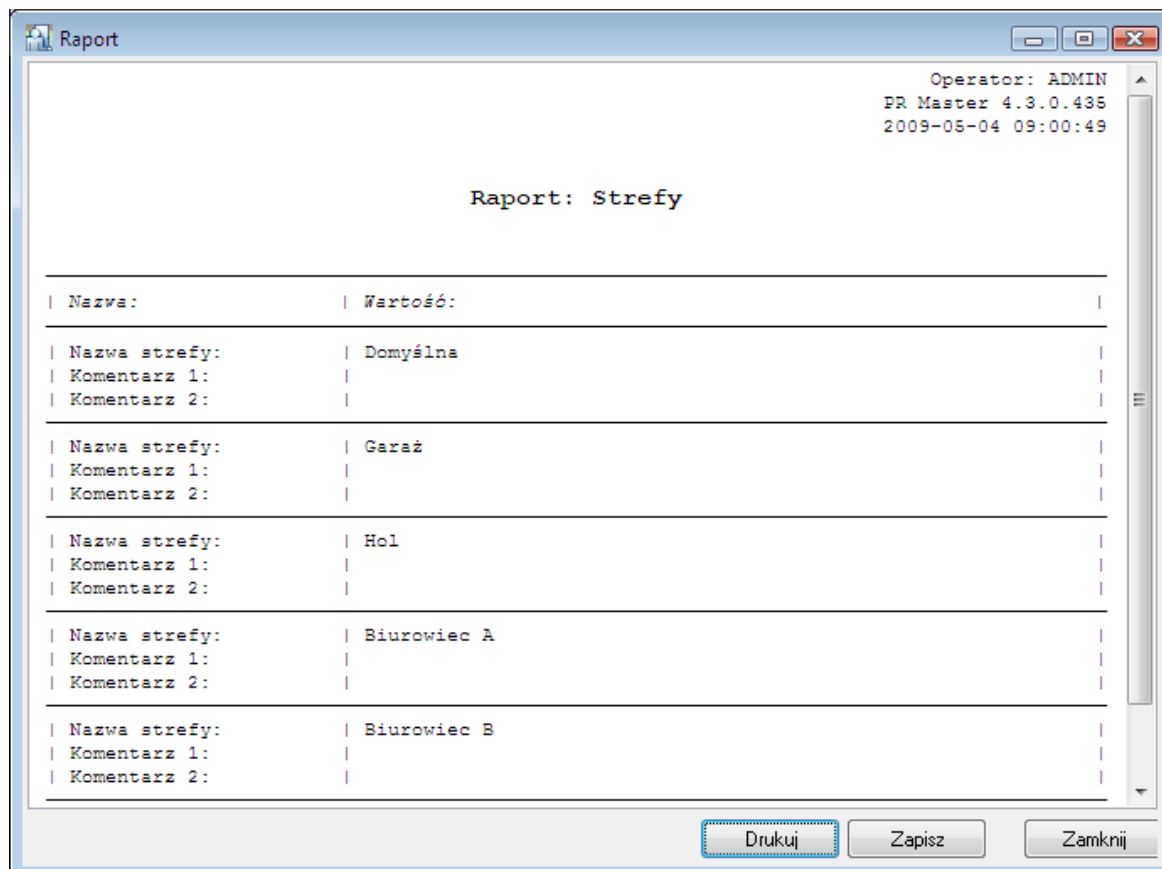 Raport
Operator: ADMIN
PR Master 4.3.0.435
2009-05-04 09:00:49
Raport: Strefy
| Nazwa: | Wartość: |
| Nazwa strefy: | Domyślna |
| Komentarz 1: | |
| Komentarz 2: | |
| Nazwa strefy: | Garaż |
| Komentarz 1: | |
| Komentarz 2: | |
| Nazwa strefy: | Hol |
| Komentarz 1: | |
| Komentarz 2: | |
| Nazwa strefy: | Biurowiec A |
| Komentarz 1: | |
| Komentarz 2: | |
| Nazwa strefy: | Biurowiec B |
| Komentarz 1: | |
| Komentarz 2: | |
Drukuj Zapisz Zamknij